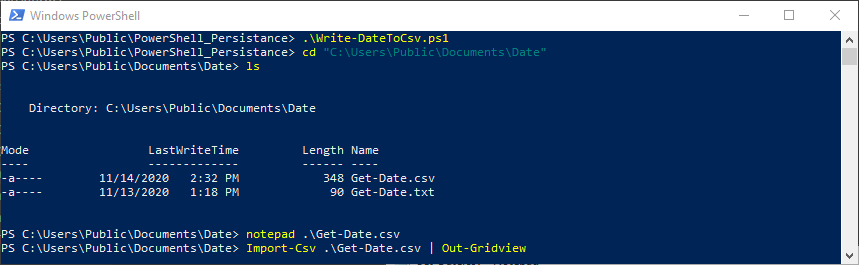 Windows PowerShell
PS C:\Users\Public\PowerShell_Persistance> .\Write-DateToCsv.ps1
PS C:\Users\Public\PowerShell_Persistance> cd "C:\Users\Public\Documents\Date"
PS C:\Users\Public\Documents\Date> ls
Directory: C:\Users\Public\Documents\Date
Mode LastWriteTime Length Name
---- ------------- ------ ----
-a---- 11/14/2020 2:32 PM 348 Get-Date.csv
-a---- 11/13/2020 1:18 PM 90 Get-Date.txt
PS C:\Users\Public\Documents\Date> notepad .\Get-Date.csv
PS C:\Users\Public\Documents\Date> Import-Csv .\Get-Date.csv | Out-Gridview